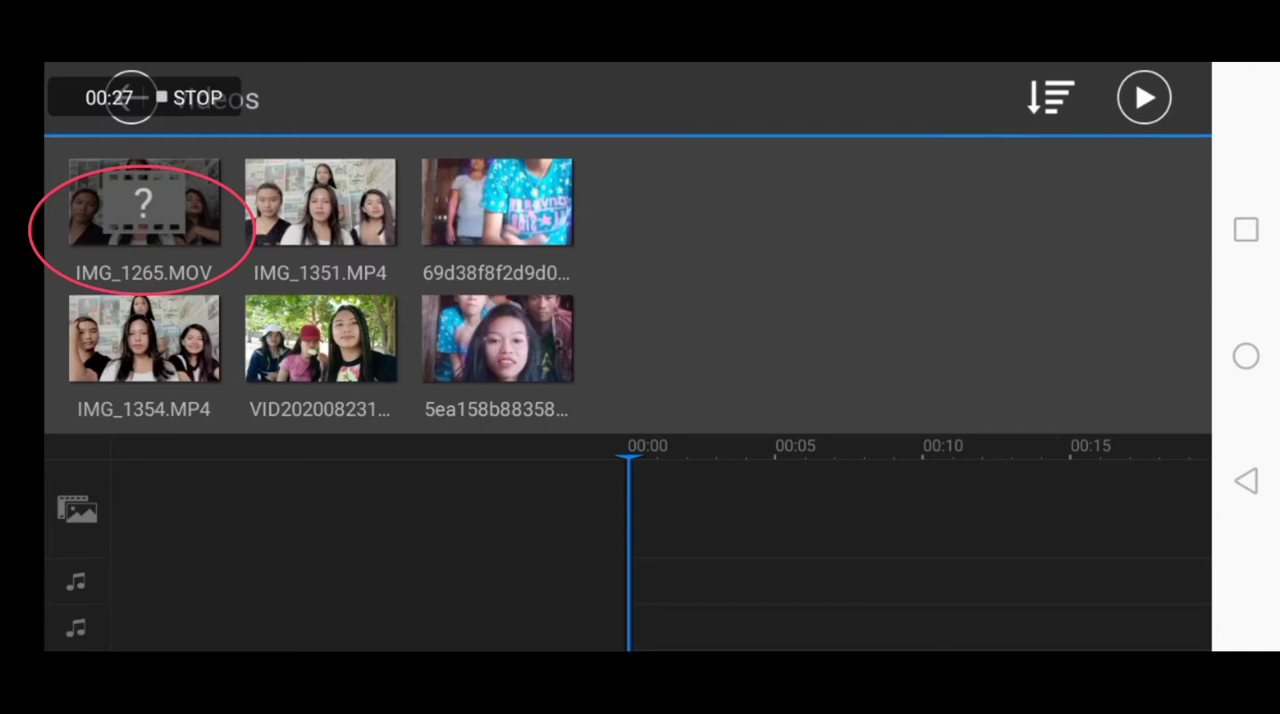 00:27 STOP Videos
?
IMG_1265.MOV IMG_1351.MP4 69d38f8f2d9d0...
IMG_1354.MP4 VID202008231... 5ea158b88358...
00:00 00:05 00:10 00:15